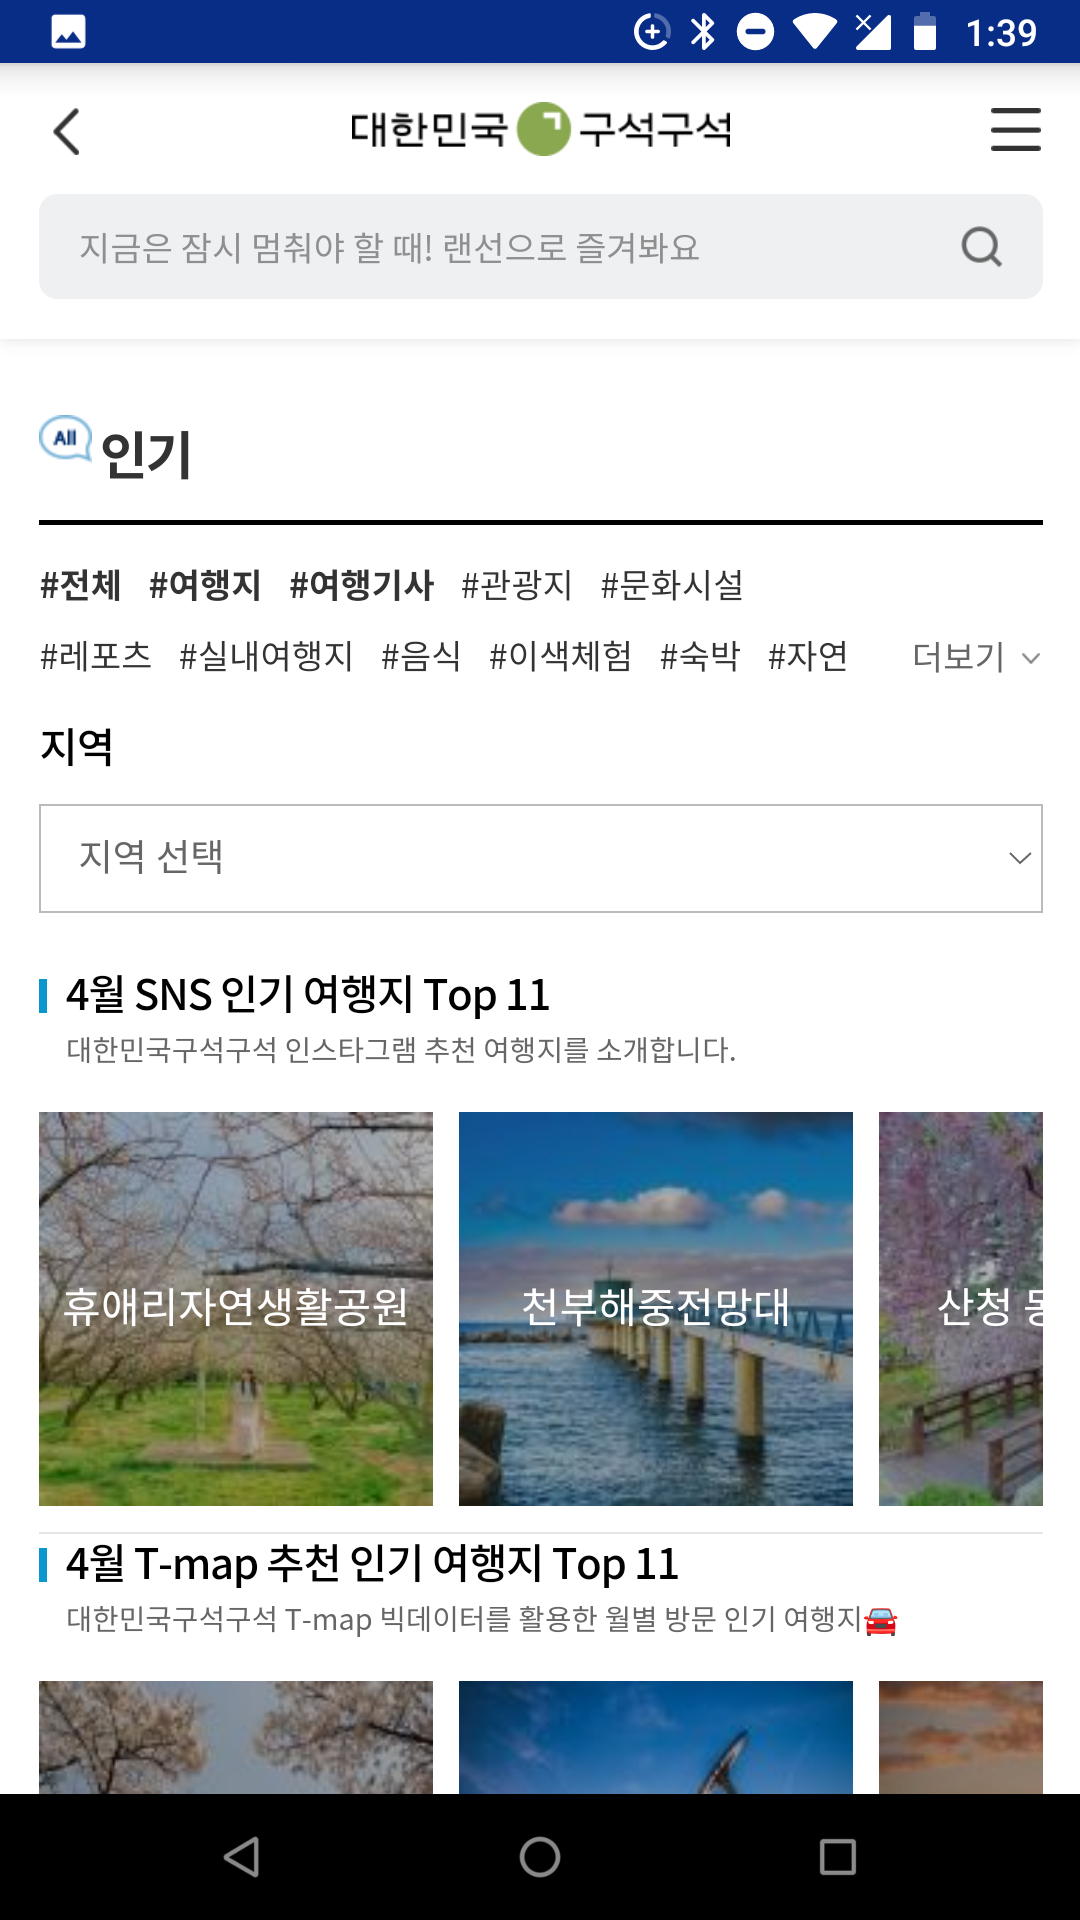 1:39
대한민국 구석구석
지금은 잠시 멈춰야 할 때! 랜선으로 즐겨봐요
All 인기
#전체 #여행지 #여행기사 #관광지 #문화시설
#레포츠 #실내여행지 #음식 #이색체험 #숙박 #자연 더보기
지역
지역 선택
4월 SNS 인기 여행지 Top 11
대한민국구석구석 인스타그램 추천 여행지를 소개합니다.
휴애리자연생활공원 천부해중전망대 산청
4월 T-map 추천 인기 여행지 Top 11
대한민국구석구석 T-map 빅데이터를 활용한 월별 방문 인기 여행지🚘